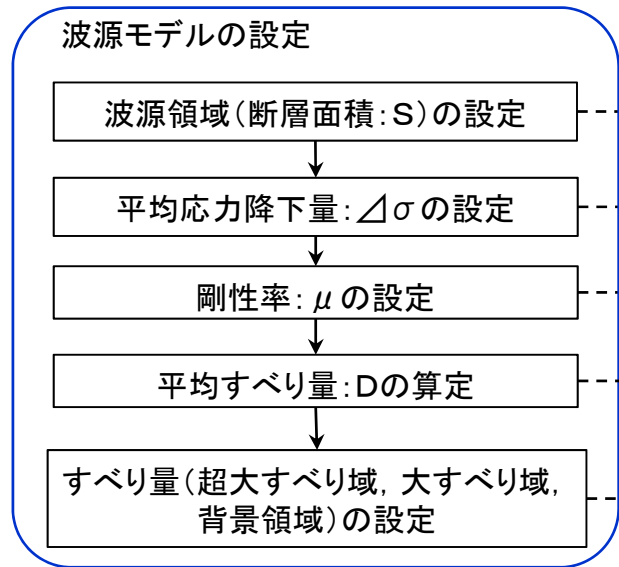 波源モデルの設定
波源領域(断層面積:S)の設定
平均応力降下量:⊿σの設定
剛性率:μの設定
平均すべり量:Dの算定
すべり量(超大すべり域,大すべり域,
背景領域)の設定